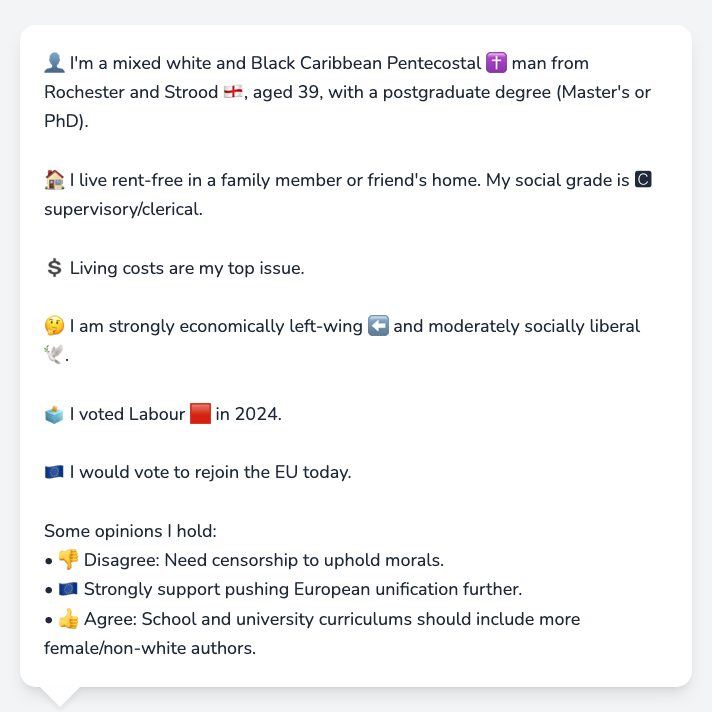 👤 I'm a mixed white and Black Caribbean Pentecostal ✝️ man from
Rochester and Strood 🏴󠁧󠁢󠁥󠁮󠁧󠁿, aged 39, with a postgraduate degree (Master's or
PhD).
🏠 I live rent-free in a family member or friend's home. My social grade is 🅲
supervisory/clerical.
💲 Living costs are my top issue.
🤔 I am strongly economically left-wing ⬅️ and moderately socially liberal
🕊️.
🗳️ I voted Labour 🟥 in 2024.
🇪🇺 I would vote to rejoin the EU today.
Some opinions I hold:
• 👎 Disagree: Need censorship to uphold morals.
• 🇪🇺 Strongly support pushing European unification further.
• 👍 Agree: School and university curriculums should include more
female/non-white authors.